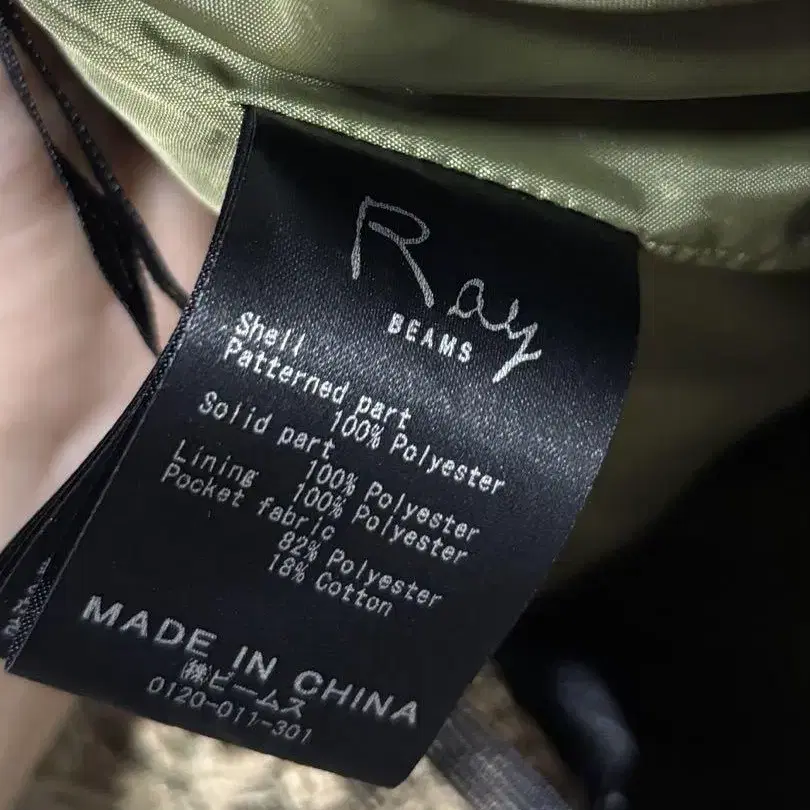 Ray
BEAMS
Shell
Patterned part
100% Polyester
Solid part
100% Polyester
Lining
100% Polyester
Pocket fabric
82% Polyester
18% Cotton
MADE IN CHINA
㈱ビームス
0120-011-301